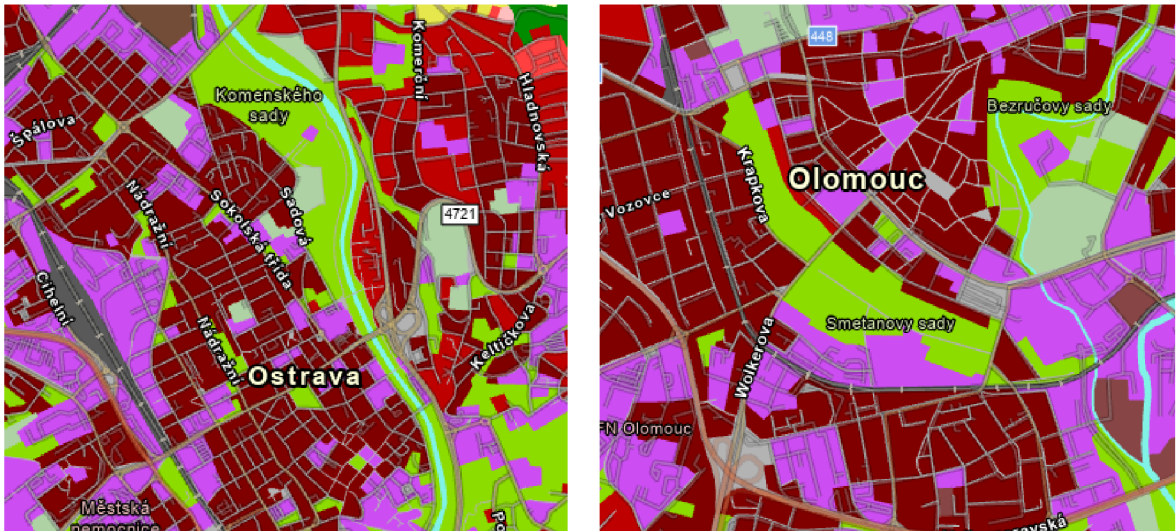 Komenského
sady
Komerční
Hladnovská
Špálova
4721
Nádražní
Sokolská třída
Sadová
Cihelní
Nádražní
Keltičkova
Ostrava
Městská
nemocnice
448
Bezručovy sady
Krapkova
Olomouc
Vozovce
Smetanovy sady
Wolkerova
FN Olomouc